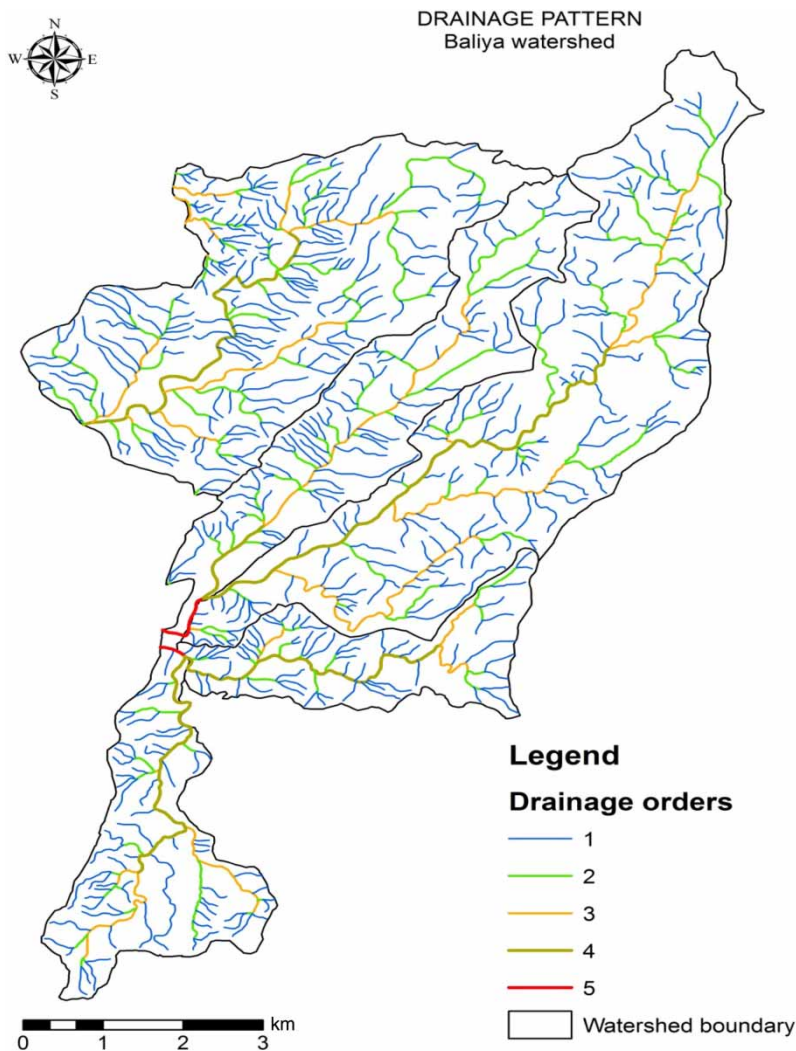 DRAINAGE PATTERN
Baliya watershed
N
W E
S
Legend
Drainage orders
1
2
3
4
5
Watershed boundary
km
0 1 2 3